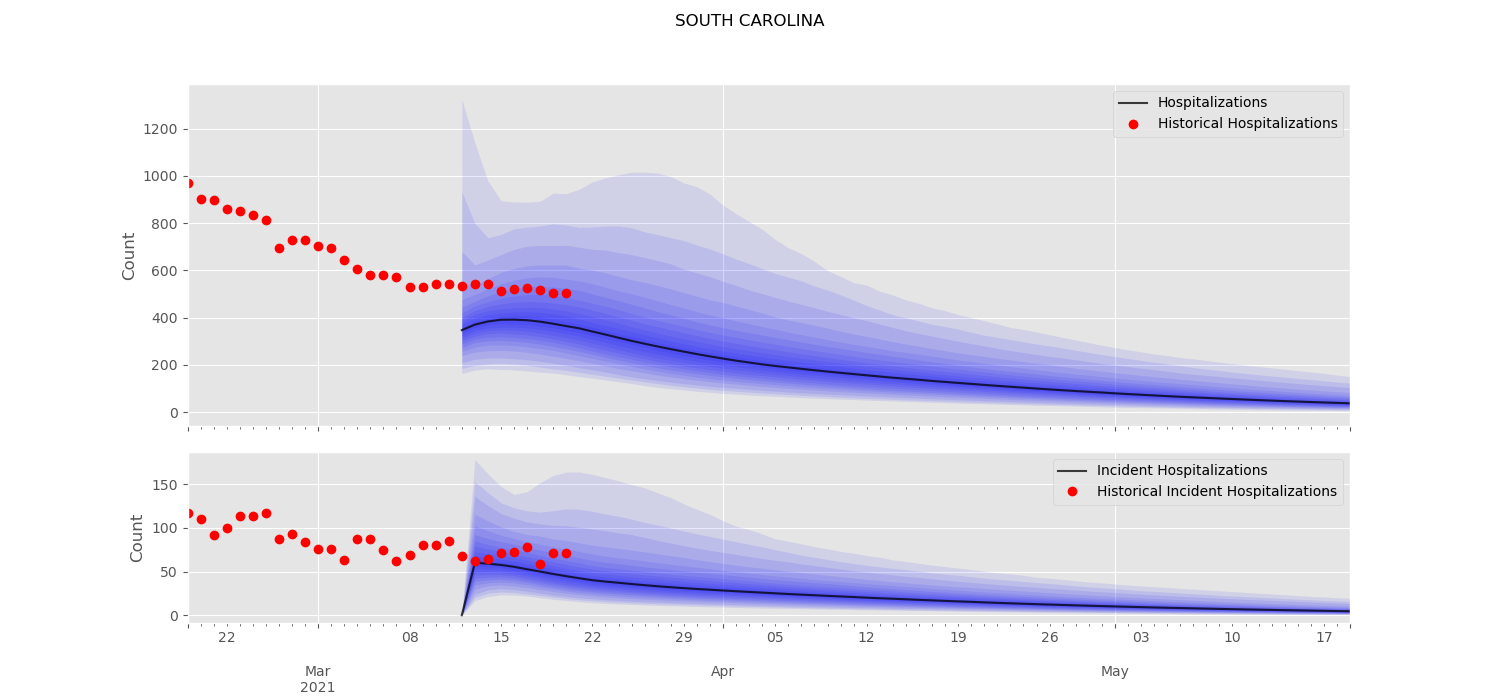 SOUTH CAROLINA
Hospitalizations
Historical Hospitalizations
Count
1200
1000
800
600
400
200
0
Incident Hospitalizations
Historical Incident Hospitalizations
Count
150
100
50
0
22 08 15 22 29 05 12 19 26 03 10 17
Mar Apr May
2021